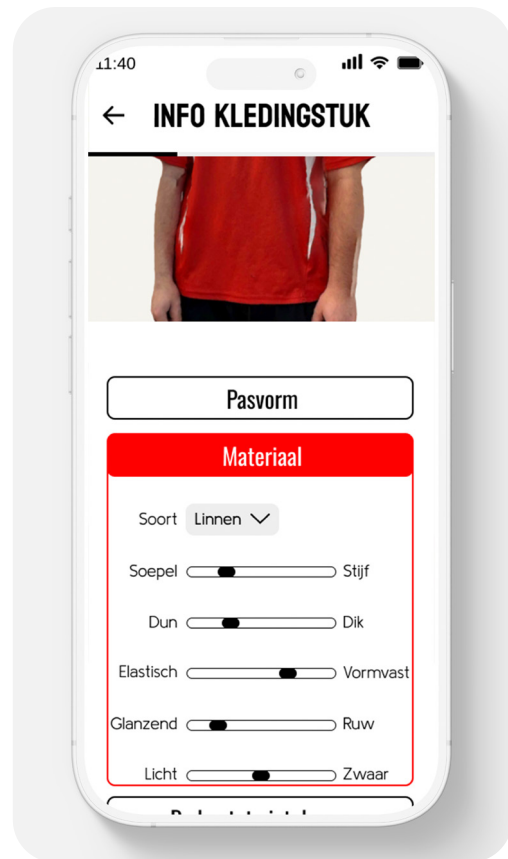 11:40
INFO KLEDINGSTUK
Pasvorm
Materiaal
Soort Linnen
Soepel Stijf
Dun Dik
Elastisch Vormvast
Glanzend Ruw
Licht Zwaar